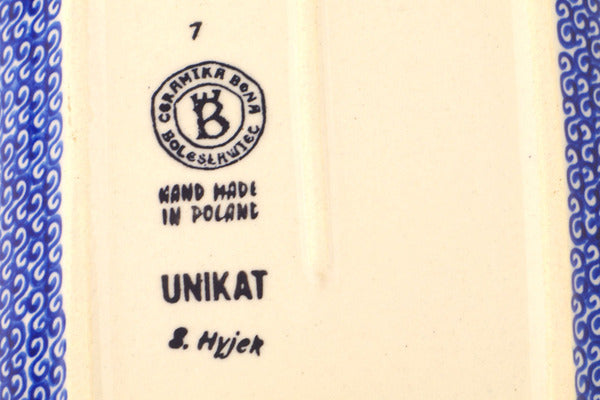 7
CERAMIKA BONA
B
BOLESŁAWIEC
HAND MADE
IN POLAND
UNIKAT
S. Hyjek